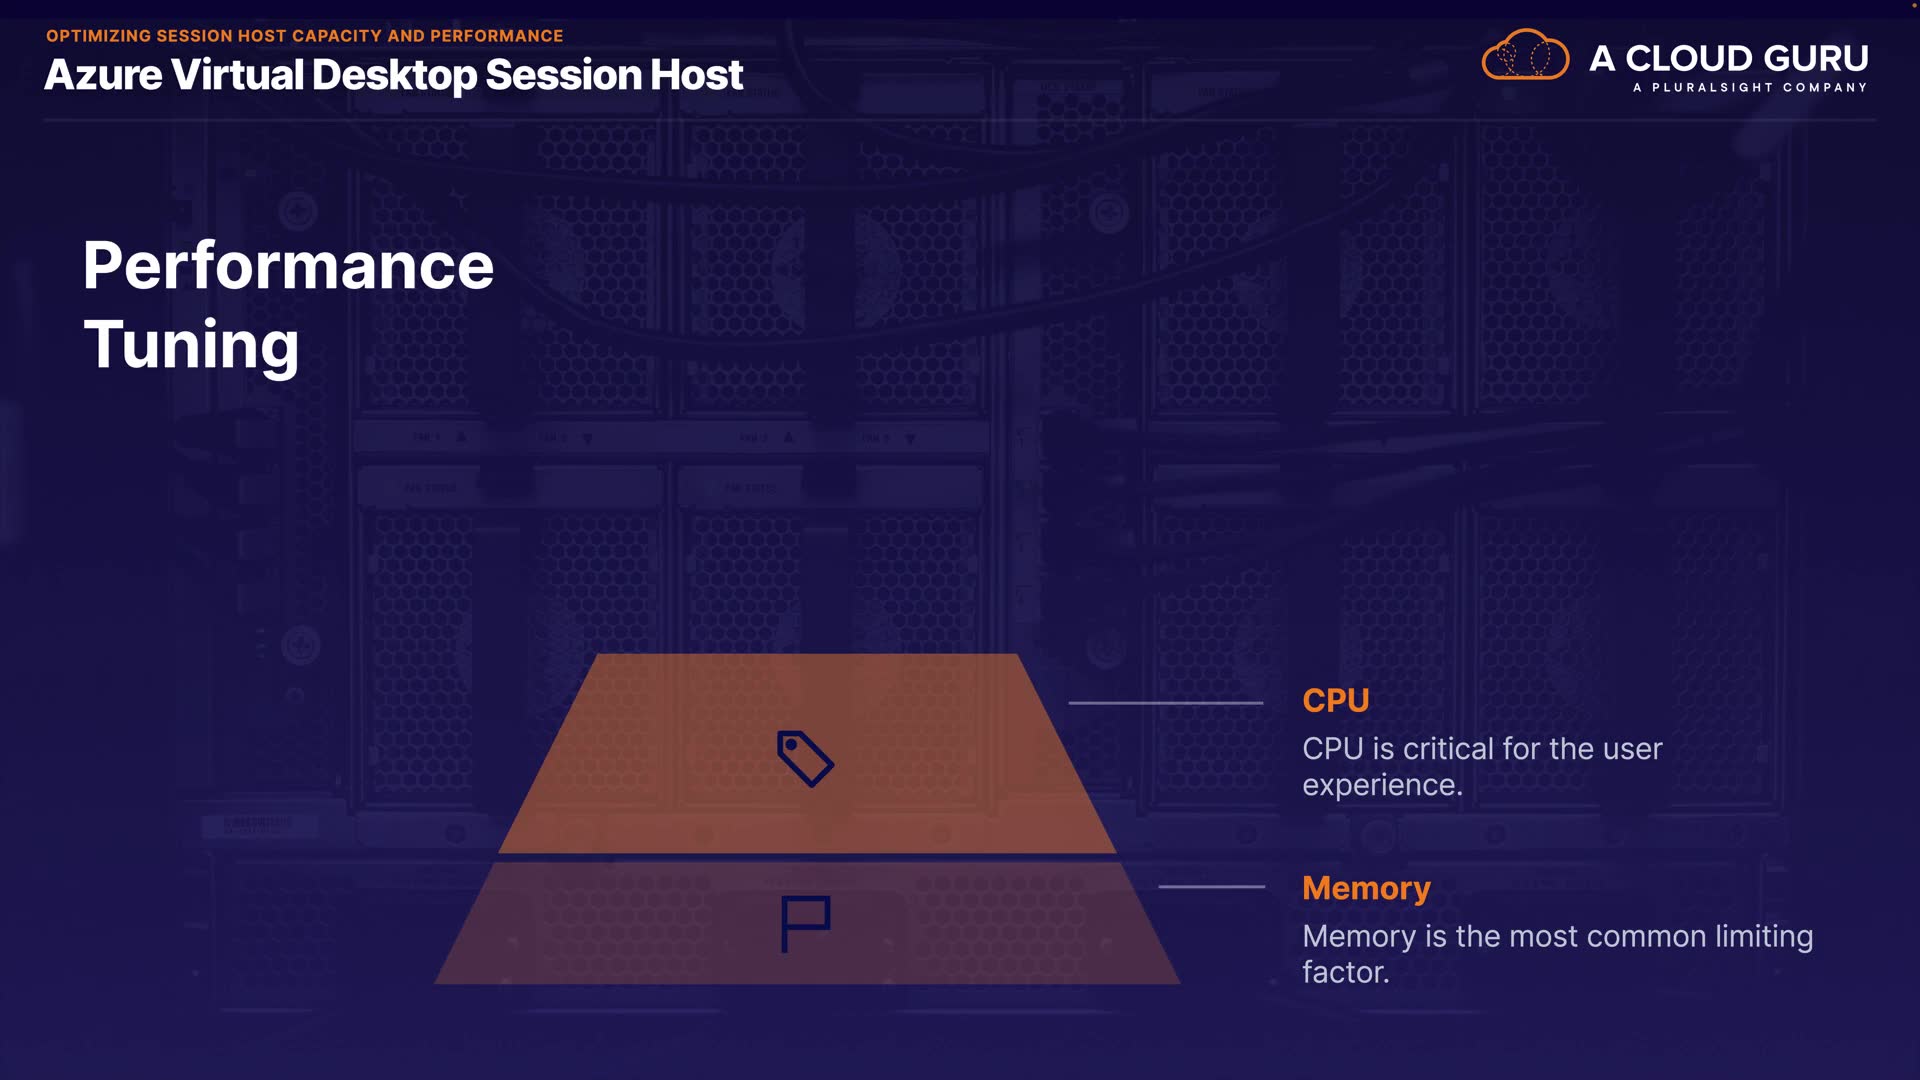 OPTIMIZING SESSION HOST CAPACITY AND PERFORMANCE
Azure Virtual Desktop Session Host
A CLOUD GURU
A PLURALSIGHT COMPANY
Performance
Tuning
CPU
CPU is critical for the user
experience.
Memory
Memory is the most common limiting
factor.